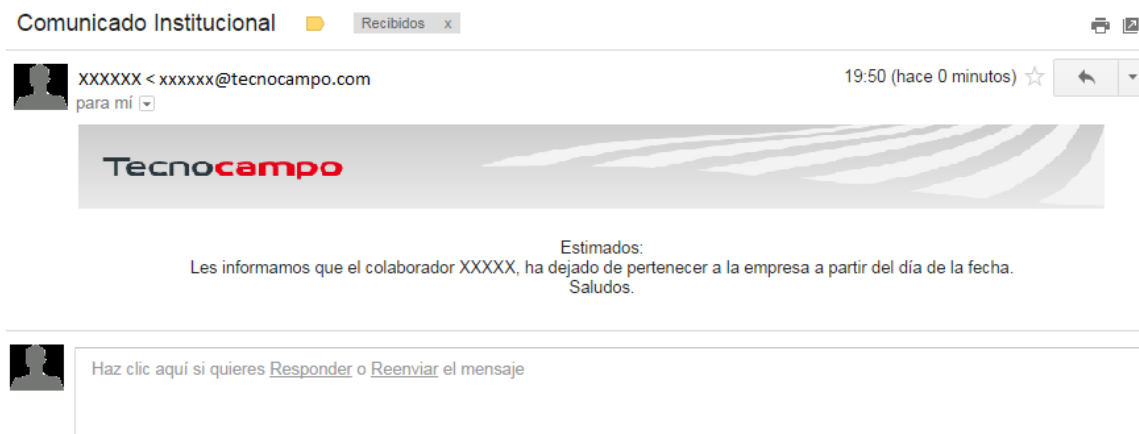 Comunicado Institucional Recibidos x
XXXXXX < xxxxxx@tecnocampo.com 19:50 (hace 0 minutos)
para mí
Tecnocampo
Estimados:
Les informamos que el colaborador XXXXX, ha dejado de pertenecer a la empresa a partir del día de la fecha.
Saludos.
Haz clic aquí si quieres Responder o Reenviar el mensaje